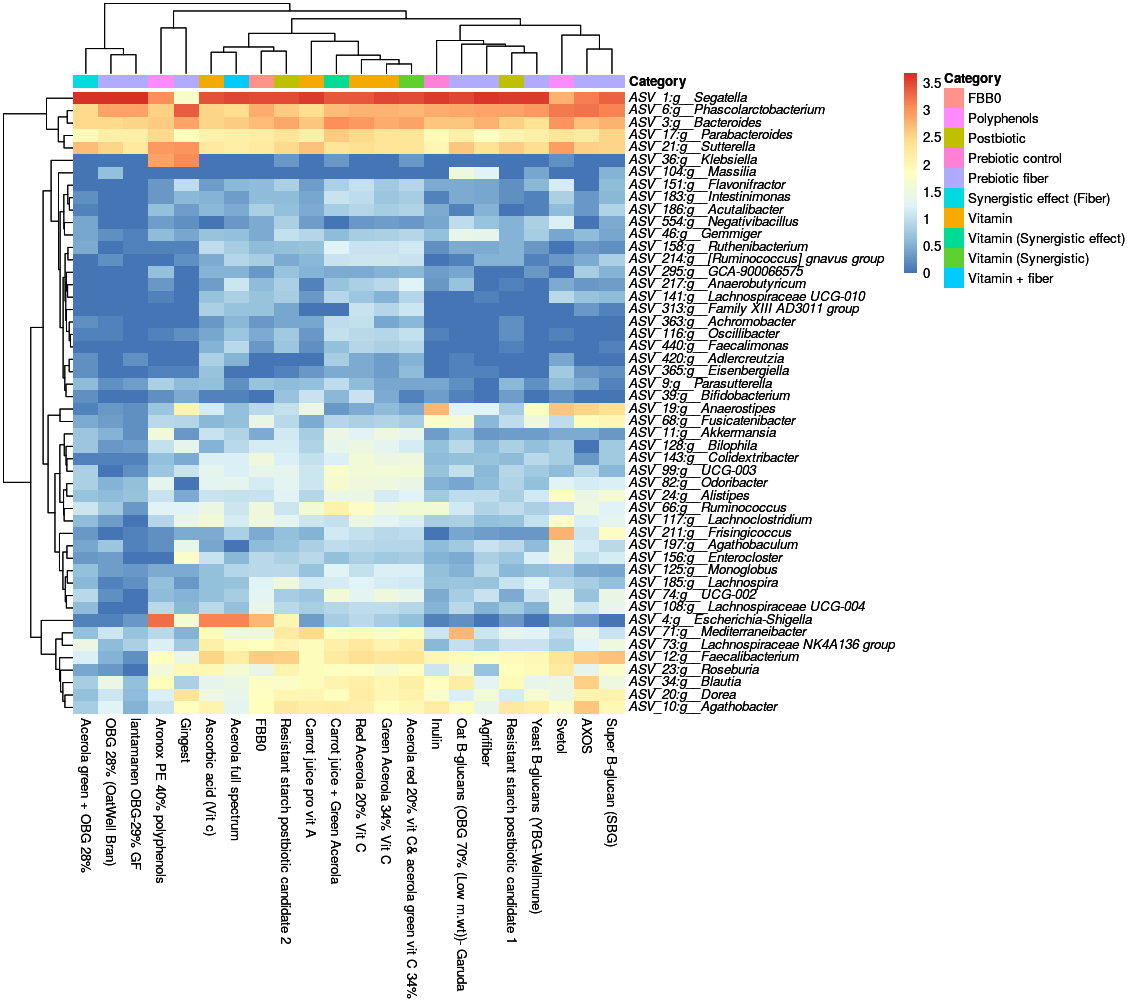 Category
ASV_1:g__Segatella
ASV_6:g__Phascolarctobacterium
ASV_3:g__Bacteroides
ASV_17:g__Parabacteroides
ASV_21:g__Sutterella
ASV_36:g__Klebsiella
ASV_104:g__Massilia
ASV_151:g__Flavonifractor
ASV_183:g__Intestinimonas
ASV_186:g__Acutalibacter
ASV_554:g__Negativibacillus
ASV_46:g__Gemmiger
ASV_158:g__Ruthenibacterium
ASV_214:g__[Ruminococcus] gnavus group
ASV_295:g__GCA-900066575
ASV_217:g__Anaerobutyricum
ASV_141:g__Lachnospiraceae UCG-010
ASV_313:g__Family XIII AD3011 group
ASV_363:g__Achromobacter
ASV_116:g__Oscillibacter
ASV_440:g__Faecalimonas
ASV_420:g__Adlercreutzia
ASV_365:g__Eisenbergiella
ASV_9:g__Parasutterella
ASV_39:g__Bifidobacterium
ASV_19:g__Anaerostipes
ASV_68:g__Fusicatenibacter
ASV_11:g__Akkermansia
ASV_128:g__Bilophila
ASV_143:g__Colidextribacter
ASV_99:g__UCG-003
ASV_82:g__Odoribacter
ASV_24:g__Alistipes
ASV_66:g__Ruminococcus
ASV_117:g__Lachnoclostridium
ASV_211:g__Frisingicoccus
ASV_197:g__Agathobaculum
ASV_156:g__Enterocloster
ASV_125:g__Monoglobus
ASV_185:g__Lachnospira
ASV_74:g__UCG-002
ASV_108:g__Lachnospiraceae UCG-004
ASV_4:g__Escherichia-Shigella
ASV_71:g__Mediterraneibacter
ASV_73:g__Lachnospiraceae NK4A136 group
ASV_12:g__Faecalibacterium
ASV_23:g__Roseburia
ASV_34:g__Blautia
ASV_20:g__Dorea
ASV_10:g__Agathobacter
Acerola green + OBG 28%
OBG 28% (OatWell Bran)
lantamanen OBG-29% GF
Aronox PE 40% polyphenols
Gingest
Ascorbic acid (Vit c)
Acerola full spectrum
FBB0
Resistant starch postbiotic candidate 2
Carrot juice pro vit A
Carrot juice + Green Acerola
Red Acerola 20% Vit C
Green Acerola 34% Vit C
Acerola red 20% vit C& acerola green vit C 34%
Inulin
Oat B-glucans (OBG 70% (Low m.wt))- Garuda
Agrifiber
Resistant starch postbiotic candidate 1
Yeast B-glucans (YBG-Wellmune)
Svetol
AXOS
Super B-glucan (SBG)
3.5
3
2.5
2
1.5
1
0.5
0
Category
FBB0
Polyphenols
Postbiotic
Prebiotic control
Prebiotic fiber
Synergistic effect (Fiber)
Vitamin
Vitamin (Synergistic effect)
Vitamin (Synergistic)
Vitamin + fiber